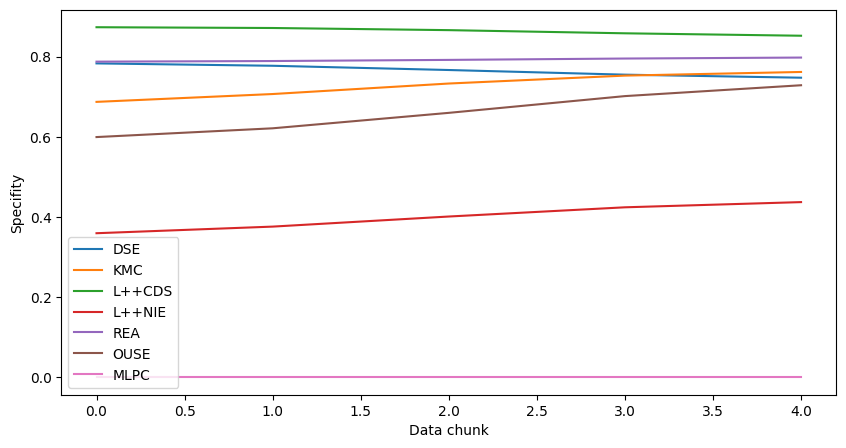 Specifity
0.8
0.6
0.4
0.2
0.0
DSE
KMC
L++CDS
L++NIE
REA
OUSE
MLPC
0.0 0.5 1.0 1.5 2.0 2.5 3.0 3.5 4.0
Data chunk